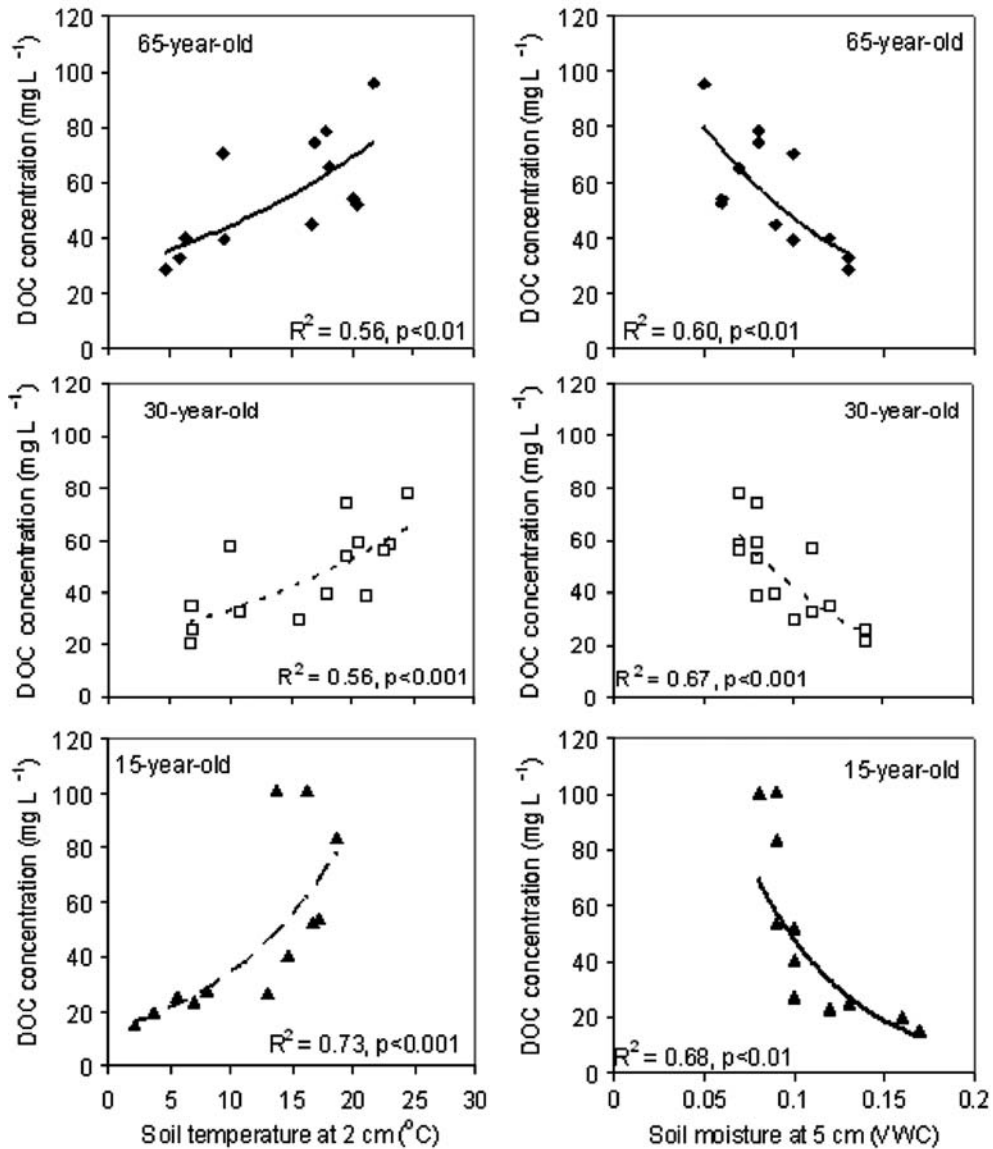 120
100
80
60
40
20
0
DOC concentration (mg L⁻¹)
65-year-old
R² = 0.56, p<0.01
120
100
80
60
40
20
0
DOC concentration (mg L⁻¹)
65-year-old
R² = 0.60, p<0.01
120
100
80
60
40
20
0
DOC concentration (mg L⁻¹)
30-year-old
R² = 0.56, p<0.001
120
100
80
60
40
20
0
DOC concentration (mg L⁻¹)
30-year-old
R² = 0.67, p<0.001
120
100
80
60
40
20
0
DOC concentration (mg L⁻¹)
15-year-old
R² = 0.73, p<0.001
0 5 10 15 20 25 30
Soil temperature at 2 cm (°C)
120
100
80
60
40
20
0
DOC concentration (mg L⁻¹)
15-year-old
R² = 0.68, p<0.01
0 0.05 0.1 0.15 0.2
Soil moisture at 5 cm (VWC)